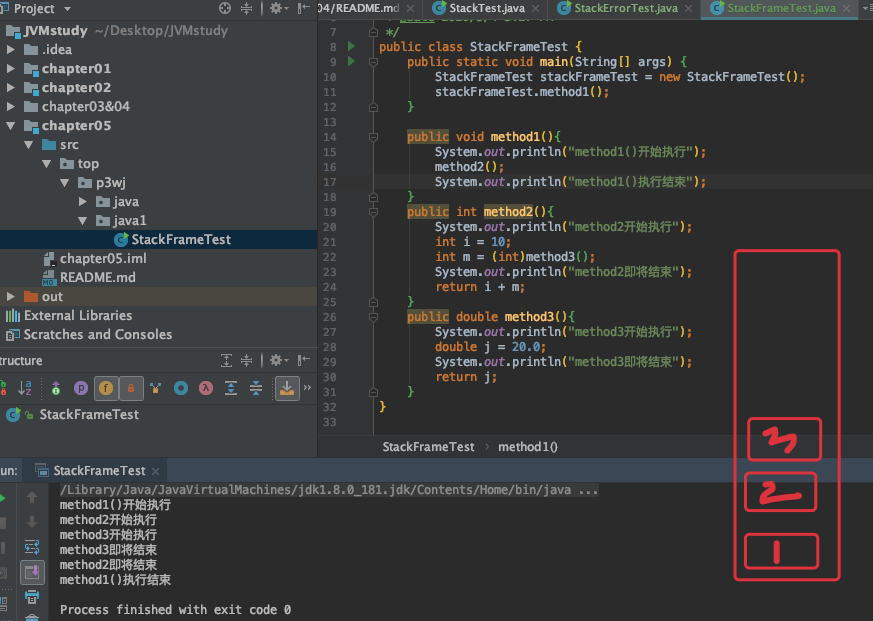 Project
04/README.md
StackTest.java
StackErrorTest.java
StackFrameTest.java
JVMstudy ~/Desktop/JVMstudy
.idea
chapter01
chapter02
chapter03&04
chapter05
src
top
p3wj
java
java1
StackFrameTest
chapter05.iml
README.md
out
External Libraries
Scratches and Consoles
7 */
8 public class StackFrameTest {
9 public static void main(String[] args) {
10 StackFrameTest stackFrameTest = new StackFrameTest();
11 stackFrameTest.method1();
12 }
13
14 public void method1(){
15 System.out.println("method1()开始执行");
16 method2();
17 System.out.println("method1()执行结束");
18 }
19 public int method2(){
20 System.out.println("method2开始执行");
21 int i = 10;
22 int m = (int)method3();
23 System.out.println("method2即将结束");
24 return i + m;
25 }
26 public double method3(){
27 System.out.println("method3开始执行");
28 double j = 20.0;
29 System.out.println("method3即将结束");
30 return j;
31 }
32 }
33
StackFrameTest › method1()
3
2
1
tructure
StackFrameTest
un: StackFrameTest
/Library/Java/JavaVirtualMachines/jdk1.8.0_181.jdk/Contents/Home/bin/java ...
method1()开始执行
method2开始执行
method3开始执行
method3即将结束
method2即将结束
method1()执行结束
Process finished with exit code 0